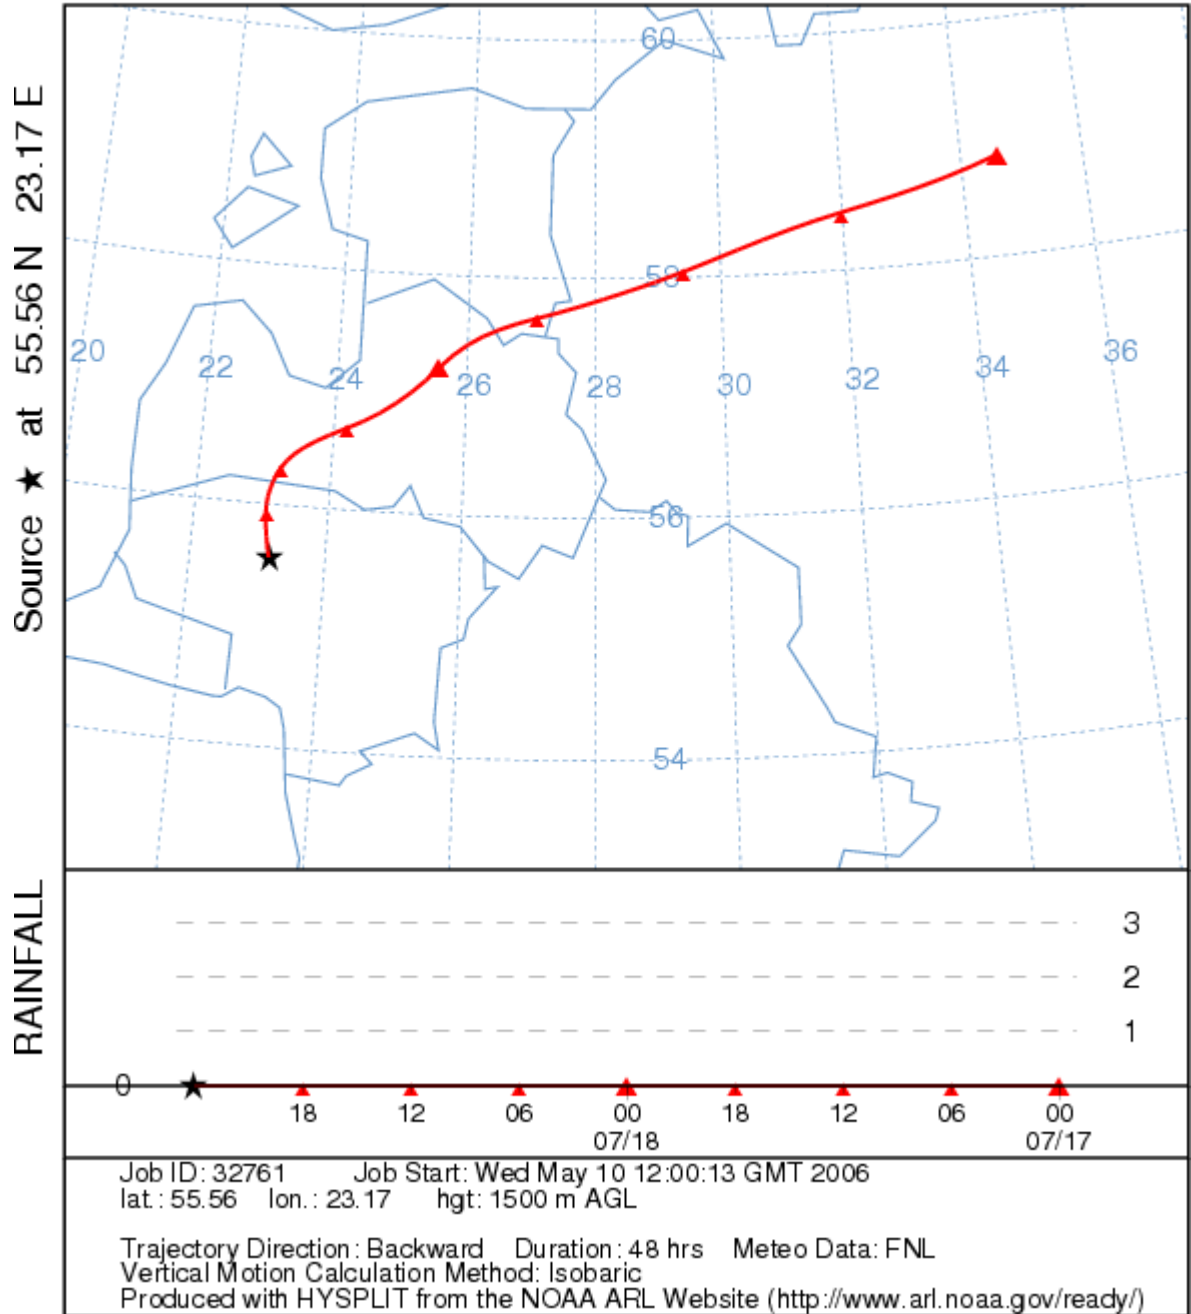 Source ★ at 55.56 N 23.17 E
60
58
20 22 24 26 28 30 32 34 36
56
54
RAINFALL
3
2
1
0
18 12 06 00 18 12 06 00
07/18 07/17
Job ID: 32761 Job Start: Wed May 10 12:00:13 GMT 2006
lat.: 55.56 lon.: 23.17 hgt: 1500 m AGL
Trajectory Direction: Backward Duration: 48 hrs Meteo Data: FNL
Vertical Motion Calculation Method: Isobaric
Produced with HYSPLIT from the NOAA ARL Website (http://www.arl.noaa.gov/ready/)